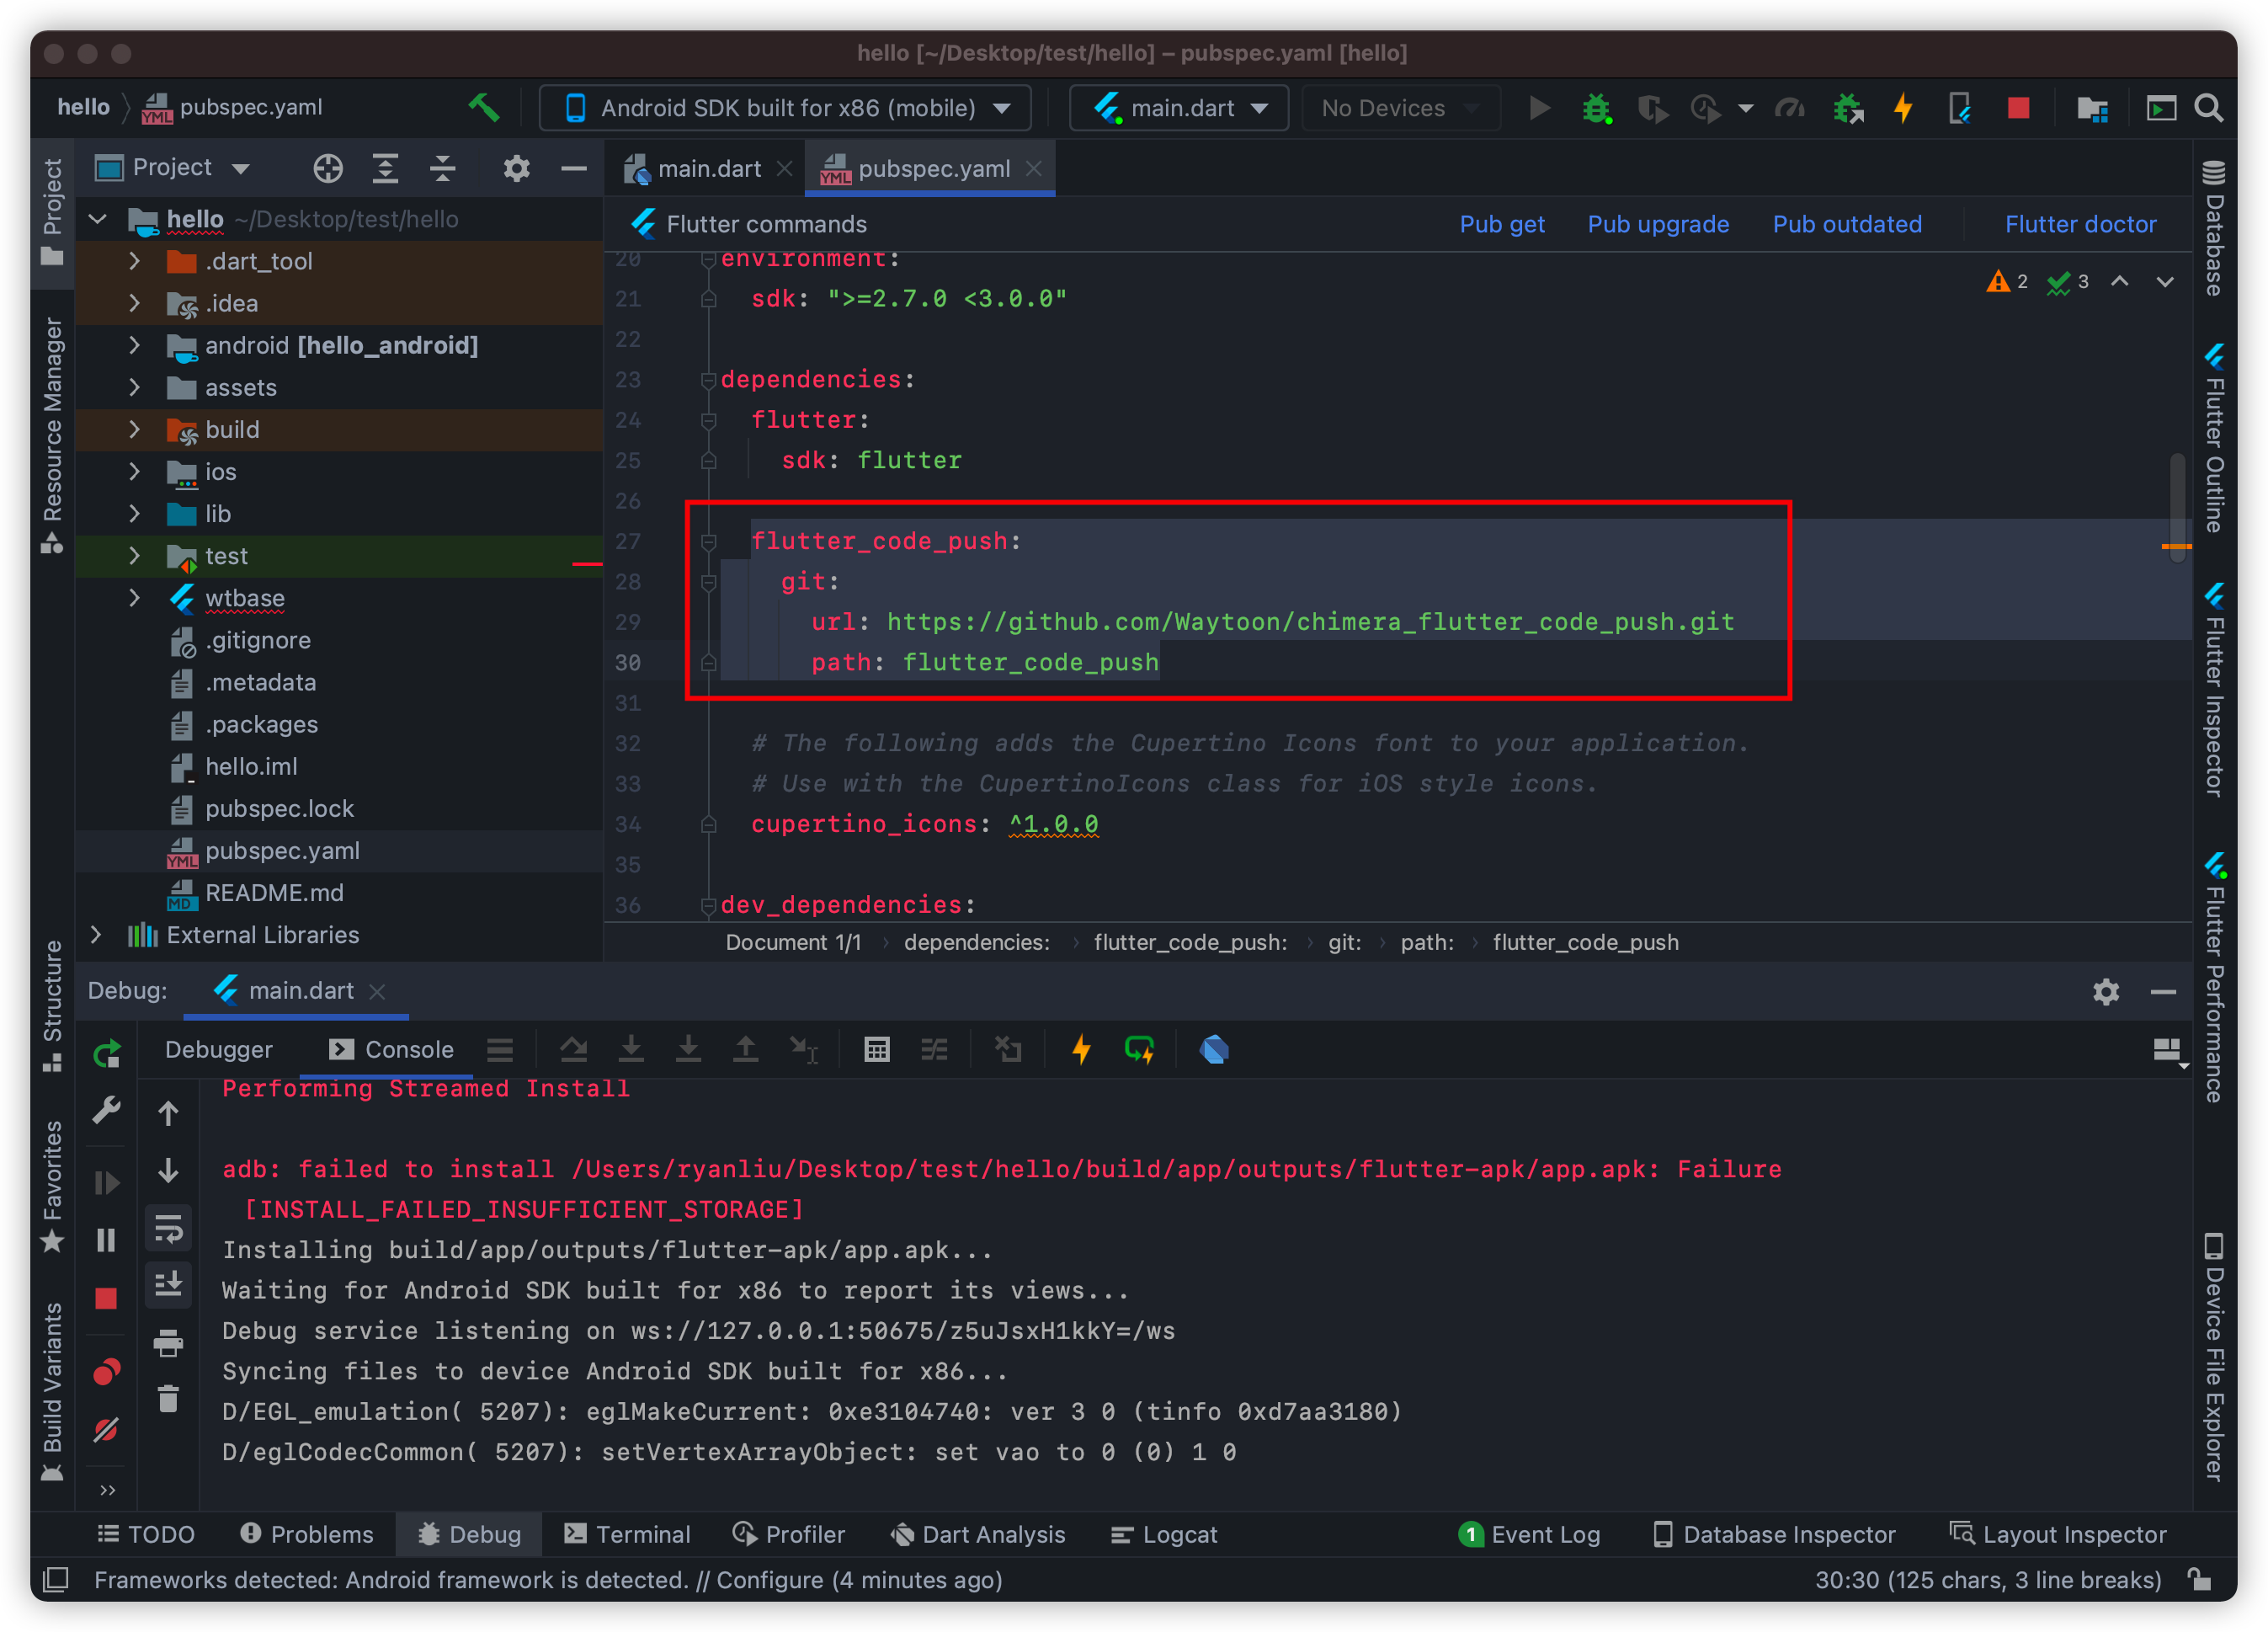 hello [~/Desktop/test/hello] – pubspec.yaml [hello]
hello pubspec.yaml Android SDK built for x86 (mobile) main.dart No Devices
Project
main.dart pubspec.yaml
Flutter commands Pub get Pub upgrade Pub outdated Flutter doctor
hello ~/Desktop/test/hello
.dart_tool
.idea
android [hello_android]
assets
build
ios
lib
test
wtbase
.gitignore
.metadata
.packages
hello.iml
pubspec.lock
pubspec.yaml
README.md
External Libraries
2 3
20 environment:
21 sdk: ">=2.7.0 <3.0.0"
22
23 dependencies:
24 flutter:
25 sdk: flutter
26
27 flutter_code_push:
28 git:
29 url: https://github.com/Waytoon/chimera_flutter_code_push.git
30 path: flutter_code_push
31
32 # The following adds the Cupertino Icons font to your application.
33 # Use with the CupertinoIcons class for iOS style icons.
34 cupertino_icons: ^1.0.0
35
36 dev_dependencies:
Document 1/1 › dependencies: › flutter_code_push: › git: › path: › flutter_code_push
Project
Resource Manager
Structure
Favorites
Build Variants
Database
Flutter Outline
Flutter Inspector
Flutter Performance
Device File Explorer
Debug: main.dart
Debugger Console
Performing Streamed Install
adb: failed to install /Users/ryanliu/Desktop/test/hello/build/app/outputs/flutter-apk/app.apk: Failure
[INSTALL_FAILED_INSUFFICIENT_STORAGE]
Installing build/app/outputs/flutter-apk/app.apk...
Waiting for Android SDK built for x86 to report its views...
Debug service listening on ws://127.0.0.1:50675/z5uJsxH1kkY=/ws
Syncing files to device Android SDK built for x86...
D/EGL_emulation( 5207): eglMakeCurrent: 0xe3104740: ver 3 0 (tinfo 0xd7aa3180)
D/eglCodecCommon( 5207): setVertexArrayObject: set vao to 0 (0) 1 0
TODO Problems Debug Terminal Profiler Dart Analysis Logcat 1 Event Log Database Inspector Layout Inspector
Frameworks detected: Android framework is detected. // Configure (4 minutes ago) 30:30 (125 chars, 3 line breaks)